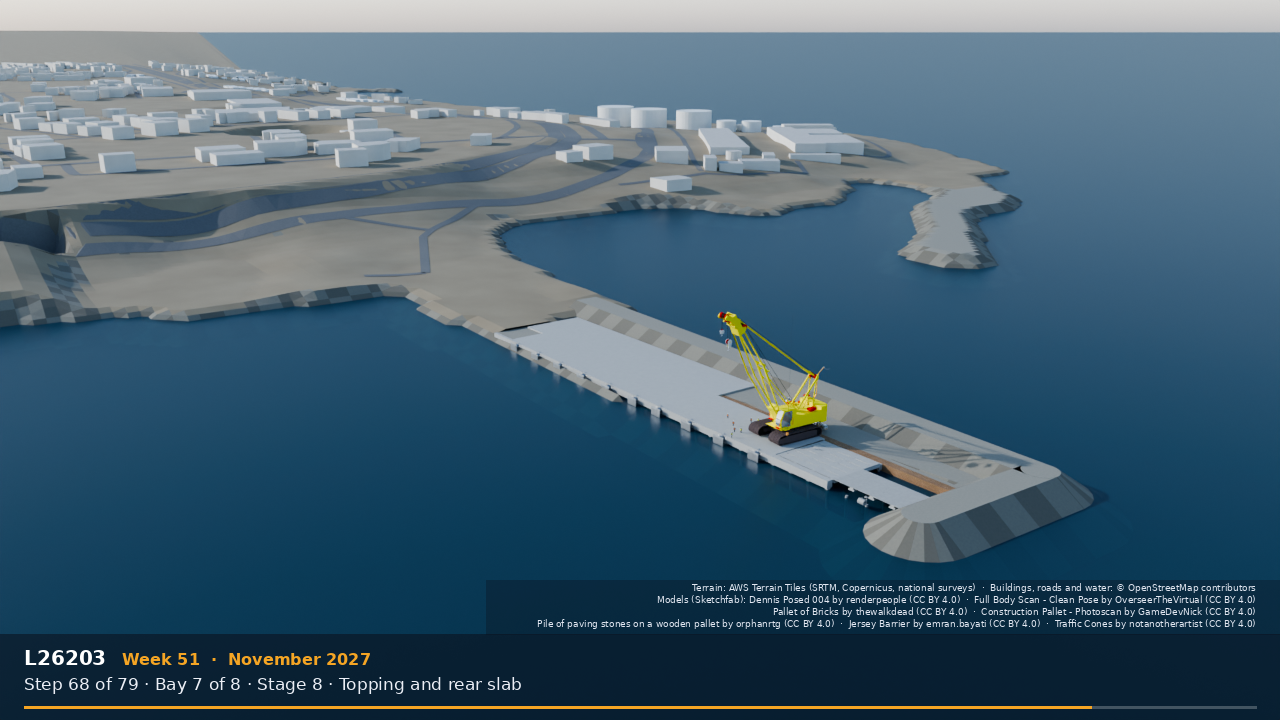 Terrain: AWS Terrain Tiles (SRTM, Copernicus, national surveys)  ·  Buildings, roads and water: © OpenStreetMap contributors
Models (Sketchfab): Dennis Posed 004 by renderpeople (CC BY 4.0)  ·  Full Body Scan - Clean Pose by OverseerTheVirtual (CC BY 4.0)
Pallet of Bricks by thewalkdead (CC BY 4.0)  ·  Construction Pallet - Photoscan by GameDevNick (CC BY 4.0)
Pile of paving stones on a wooden pallet by orphanrtg (CC BY 4.0)  ·  Jersey Barrier by emran.bayati (CC BY 4.0)  ·  Traffic Cones by notanotherartist (CC BY 4.0)
L26203 Week 51 · November 2027
Step 68 of 79 · Bay 7 of 8 · Stage 8 · Topping and rear slab